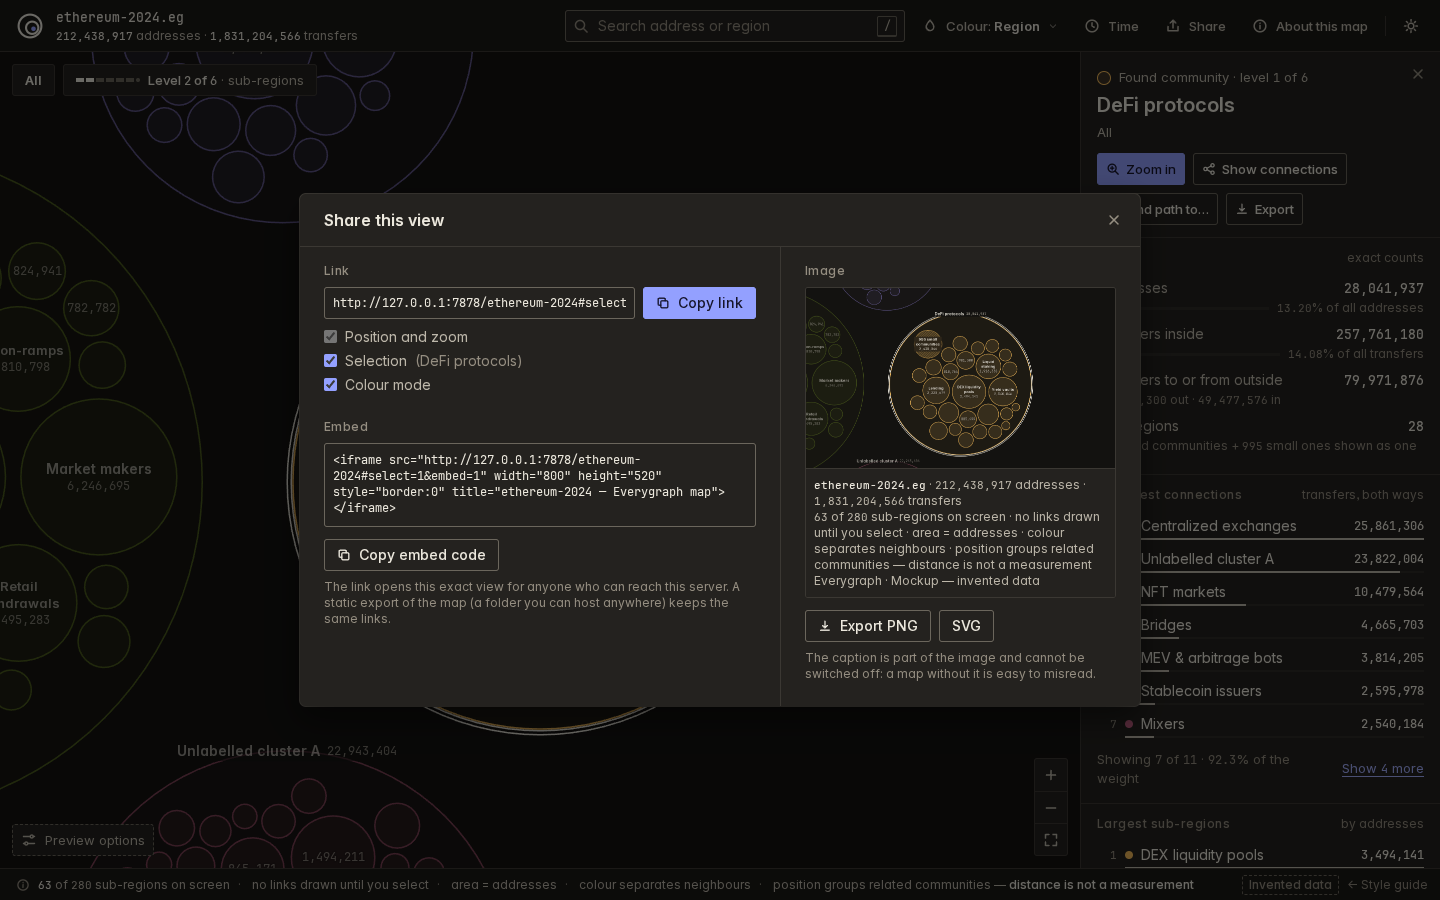 ethereum-2024.eg
212,438,917 addresses · 1,831,204,566 transfers
Search address or region
/
Colour: Region
Time
Share
About this map
All
Level 2 of 6 · sub-regions
824,941
782,782
on-ramps
810,798
Market makers
6,246,695
Retail
ndrawals
495,283
Unlabelled cluster A 22,943,404
1,494,211
Preview options
Share this view
Link
http://127.0.0.1:7878/ethereum-2024#select
Copy link
Position and zoom
Selection (DeFi protocols)
Colour mode
Embed
<iframe src="http://127.0.0.1:7878/ethereum-
2024#select=1&embed=1" width="800" height="520"
style="border:0" title="ethereum-2024 — Everygraph map">
</iframe>
Copy embed code
The link opens this exact view for anyone who can reach this server. A
static export of the map (a folder you can host anywhere) keeps the
same links.
Image
DeFi protocols
Market makers
Liquid
staking
Lending
DEX liquidity
pools
Unlabelled cluster A
ethereum-2024.eg · 212,438,917 addresses ·
1,831,204,566 transfers
63 of 280 sub-regions on screen · no links drawn
until you select · area = addresses · colour
separates neighbours · position groups related
communities — distance is not a measurement
Everygraph · Mockup — invented data
Export PNG
SVG
The caption is part of the image and cannot be
switched off: a map without it is easy to misread.
Found community · level 1 of 6
DeFi protocols
All
Zoom in
Show connections
nd path to...
Export
exact counts
sses 28,041,937
13.20% of all addresses
ers inside 257,761,180
14.08% of all transfers
ers to or from outside 79,971,876
,300 out · 49,477,576 in
egions 28
d communities + 995 small ones shown as one
est connections transfers, both ways
Centralized exchanges 25,861,306
Unlabelled cluster A 23,822,004
NFT markets 10,479,564
Bridges 4,665,703
MEV & arbitrage bots 3,814,205
Stablecoin issuers 2,595,978
7 Mixers 2,540,184
Showing 7 of 11 · 92.3% of the
weight
Show 4 more
Largest sub-regions by addresses
1 DEX liquidity pools 3,494,141
63 of 280 sub-regions on screen · no links drawn until you select · area = addresses · colour separates neighbours · position groups related communities — distance is not a measurement
Invented data
← Style guide